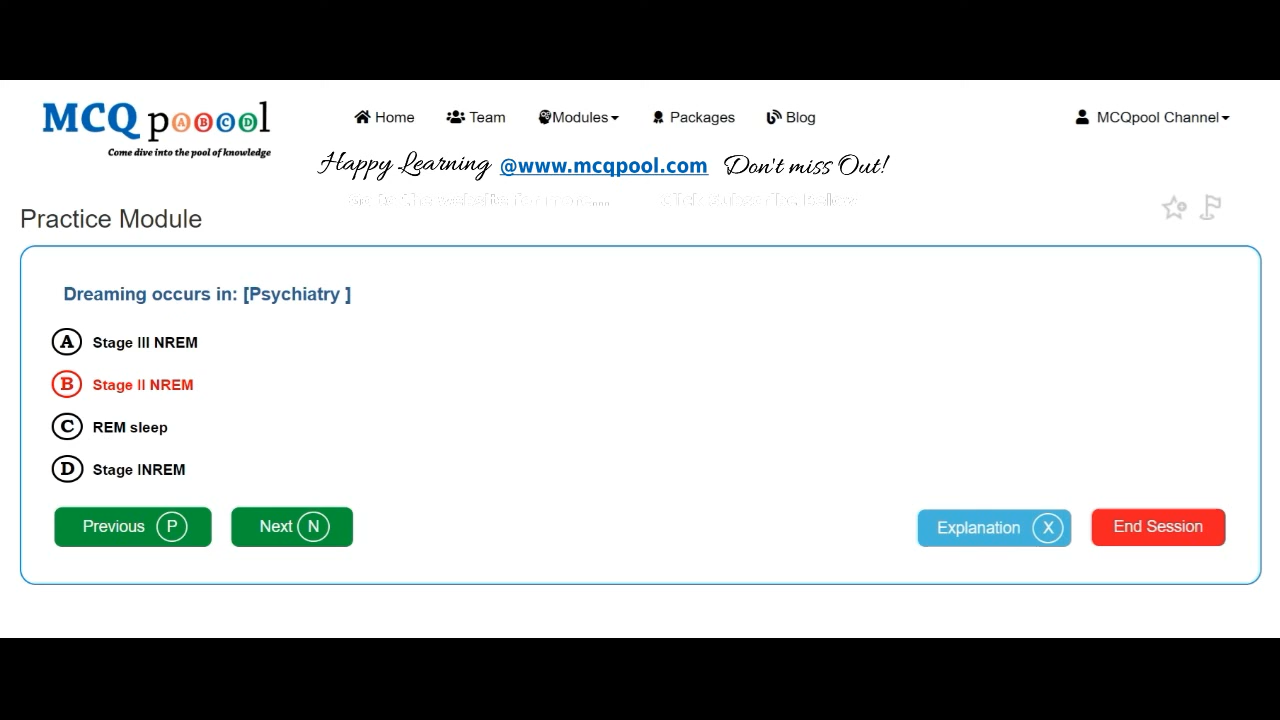 MCQ pABCDl
Come dive into the pool of knowledge
Home Team Modules Packages Blog MCQpool Channel
Happy Learning @www.mcqpool.com Don't miss Out!
Practice Module
Dreaming occurs in: [Psychiatry ]
A Stage III NREM
B Stage II NREM
C REM sleep
D Stage INREM
Previous P Next N Explanation X End Session